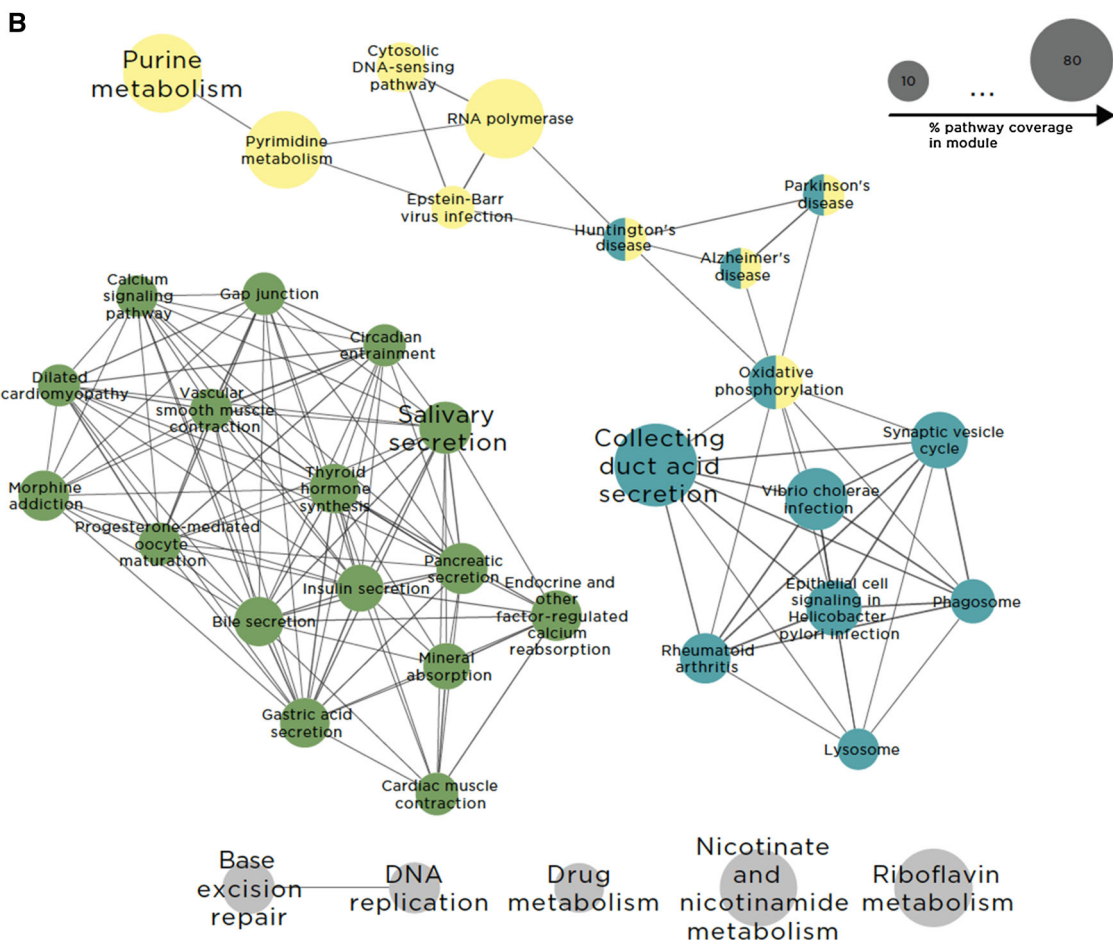 B
Purine
metabolism
Cytosolic
DNA-sensing
pathway
RNA polymerase
Pyrimidine
metabolism
Epstein-Barr
virus infection
10
...
80
% pathway coverage
in module
Parkinson's
disease
Huntington's
disease
Alzheimer's
disease
Oxidative
phosphorylation
Calcium
signaling
pathway
Gap junction
Circadian
entrainment
Dilated
cardiomyopathy
Vascular
smooth muscle
contraction
Salivary
secretion
Thyroid
hormone
synthesis
Morphine
addiction
Progesterone-mediated
oocyte
maturation
Pancreatic
secretion
Insulin secretion
Endocrine and
other
factor-regulated
calcium
reabsorption
Bile secretion
Mineral
absorption
Gastric acid
secretion
Cardiac muscle
contraction
Collecting
duct acid
secretion
Synaptic vesicle
cycle
Vibrio cholerae
infection
Epithelial cell
signaling in
Helicobacter
pylori infection
Phagosome
Rheumatoid
arthritis
Lysosome
Base
excision
repair
DNA
replication
Drug
metabolism
Nicotinate
and
nicotinamide
metabolism
Riboflavin
metabolism